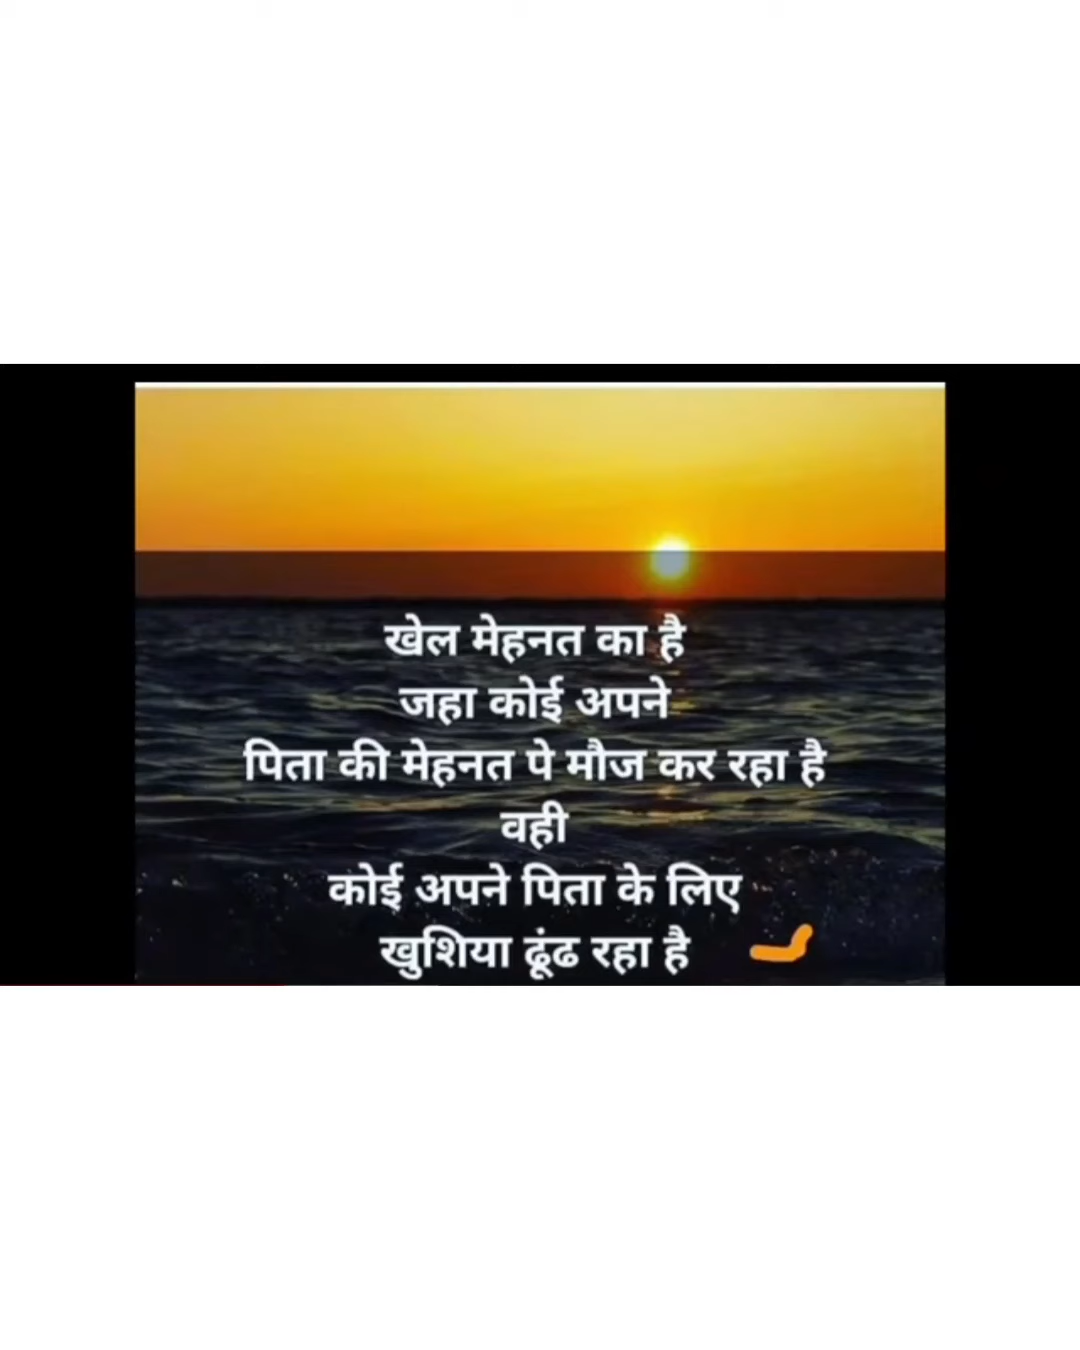 खेल मेहनत का है
जहा कोई अपने
पिता की मेहनत पे मौज कर रहा है
वही
कोई अपने पिता के लिए
खुशिया ढूंढ रहा है